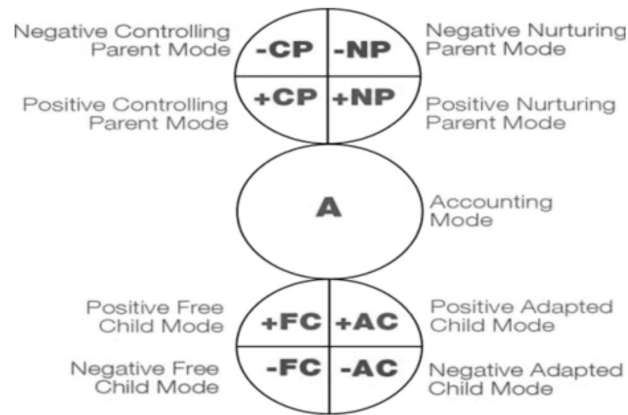 Negative Controlling
Parent Mode
-CP -NP
Negative Nurturing
Parent Mode
Positive Controlling
Parent Mode
+CP +NP
Positive Nurturing
Parent Mode
A
Accounting
Mode
Positive Free
Child Mode
+FC +AC
Positive Adapted
Child Mode
Negative Free
Child Mode
-FC -AC
Negative Adapted
Child Mode